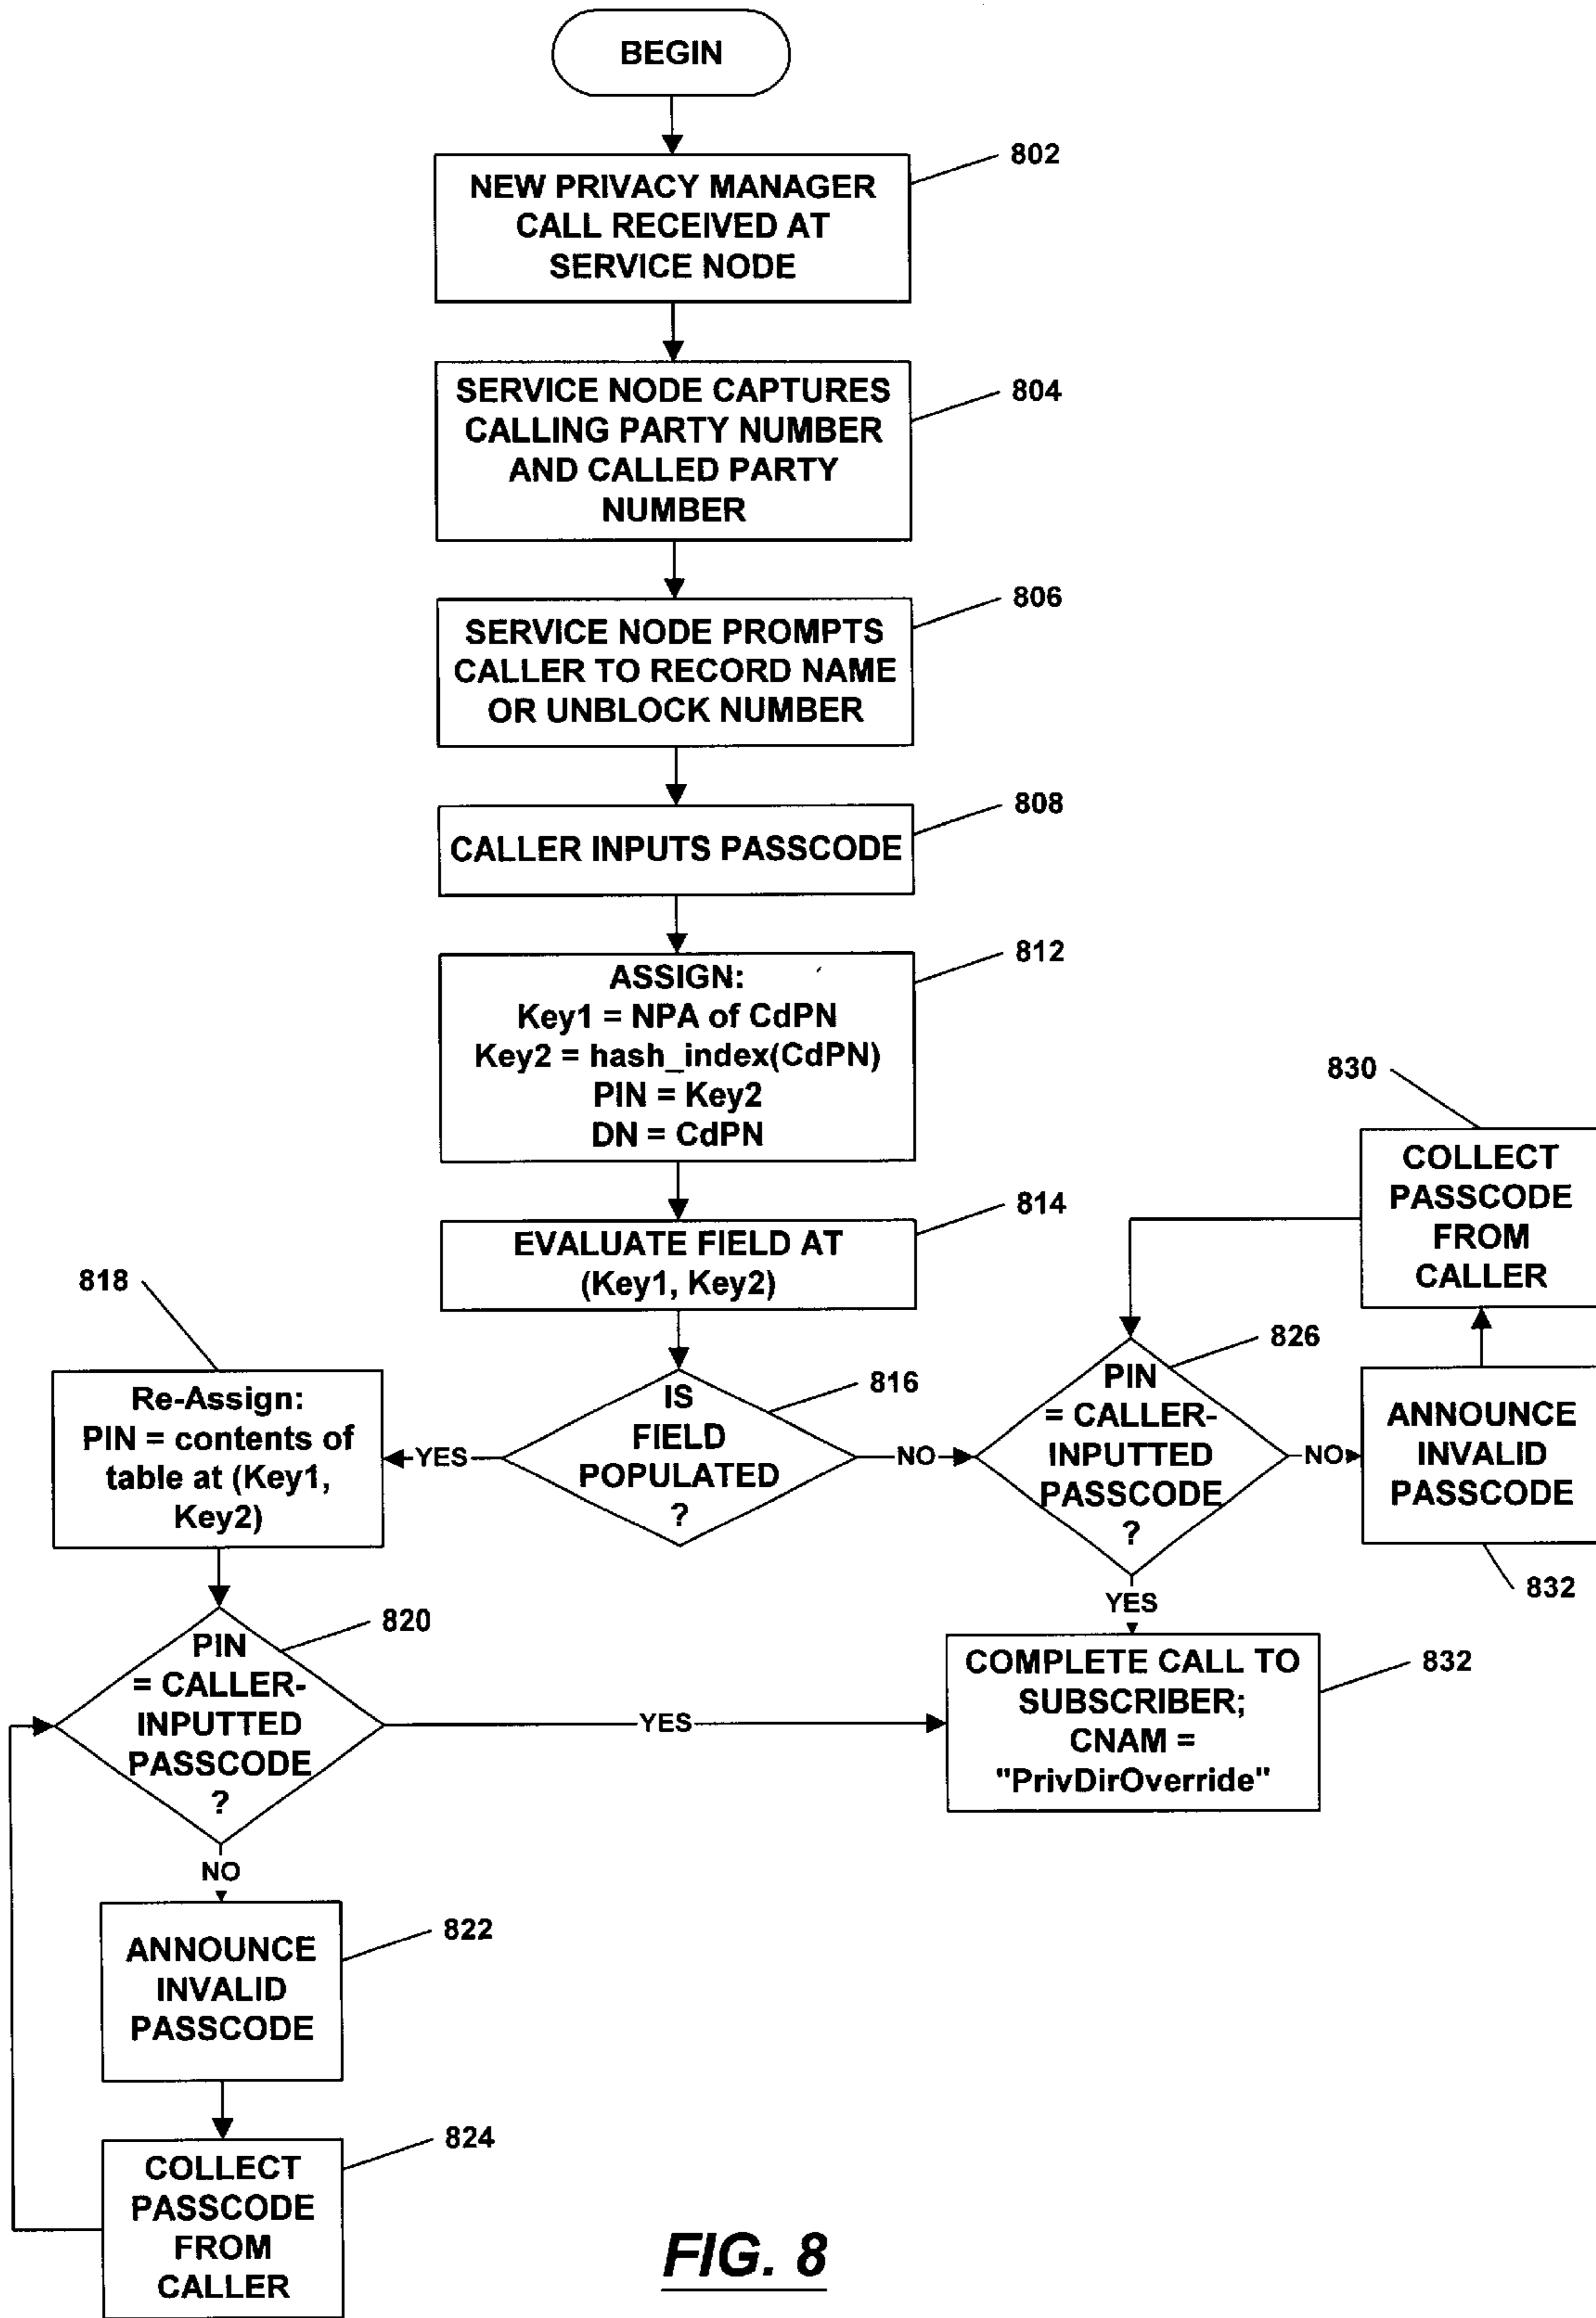 BEGIN
802
NEW PRIVACY MANAGER
CALL RECEIVED AT
SERVICE NODE
804
SERVICE NODE CAPTURES
CALLING PARTY NUMBER
AND CALLED PARTY
NUMBER
806
SERVICE NODE PROMPTS
CALLER TO RECORD NAME
OR UNBLOCK NUMBER
808
CALLER INPUTS PASSCODE
812
ASSIGN:
Key1 = NPA of CdPN
Key2 = hash_index(CdPN)
PIN = Key2
DN = CdPN
814
EVALUATE FIELD AT
(Key1, Key2)
816
IS
FIELD
POPULATED
?
YES
NO
818
Re-Assign:
PIN = contents of
table at (Key1,
Key2)
820
PIN
= CALLER-
INPUTTED
PASSCODE
?
YES
NO
822
ANNOUNCE
INVALID
PASSCODE
824
COLLECT
PASSCODE
FROM
CALLER
826
PIN
= CALLER-
INPUTTED
PASSCODE
?
NO
YES
830
COLLECT
PASSCODE
FROM
CALLER
ANNOUNCE
INVALID
PASSCODE
832
COMPLETE CALL TO
SUBSCRIBER;
CNAM =
"PrivDirOverride"
832
FIG. 8